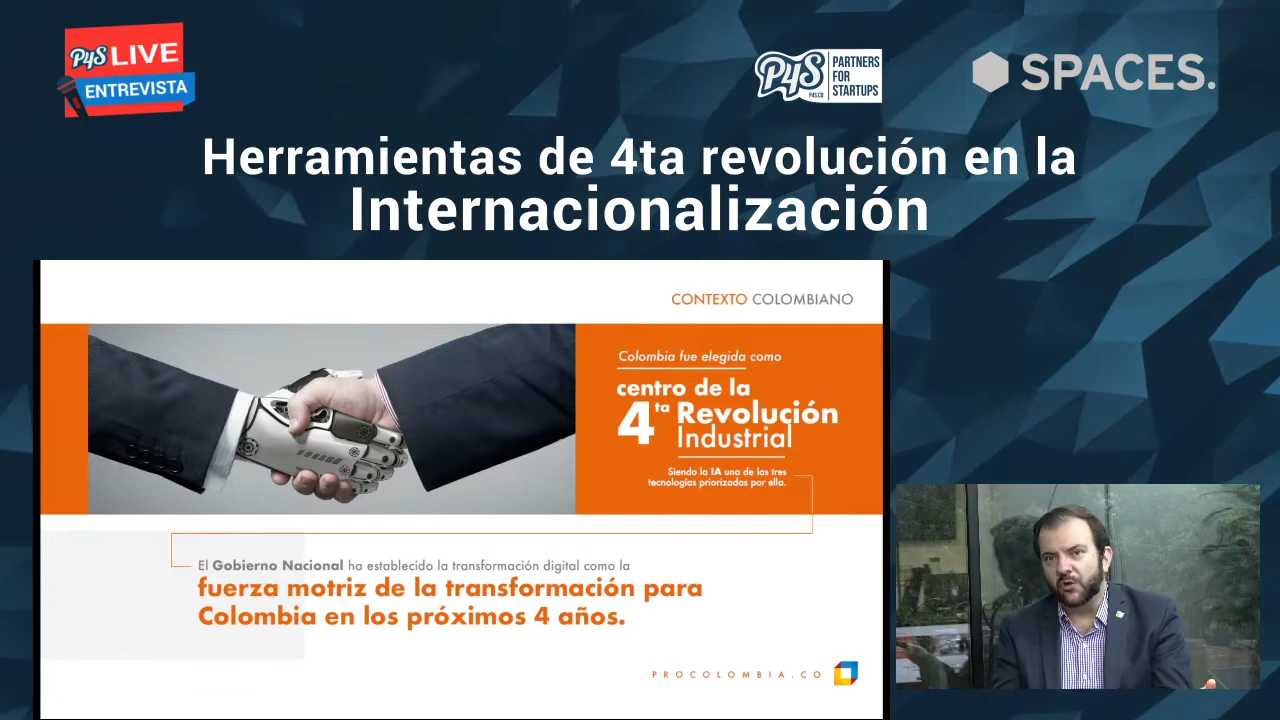 P4S LIVE
ENTREVISTA
P4S
P4S.CO
PARTNERS
FOR
STARTUPS
SPACES.
Herramientas de 4ta revolución en la
Internacionalización
CONTEXTO COLOMBIANO
Colombia fue elegida como
centro de la
4ta Revolución
Industrial
Siendo la IA una de las tres
tecnologías priorizadas por ella.
El Gobierno Nacional ha establecido la transformación digital como la
fuerza motriz de la transformación para
Colombia en los próximos 4 años.
PROCOLOMBIA.CO